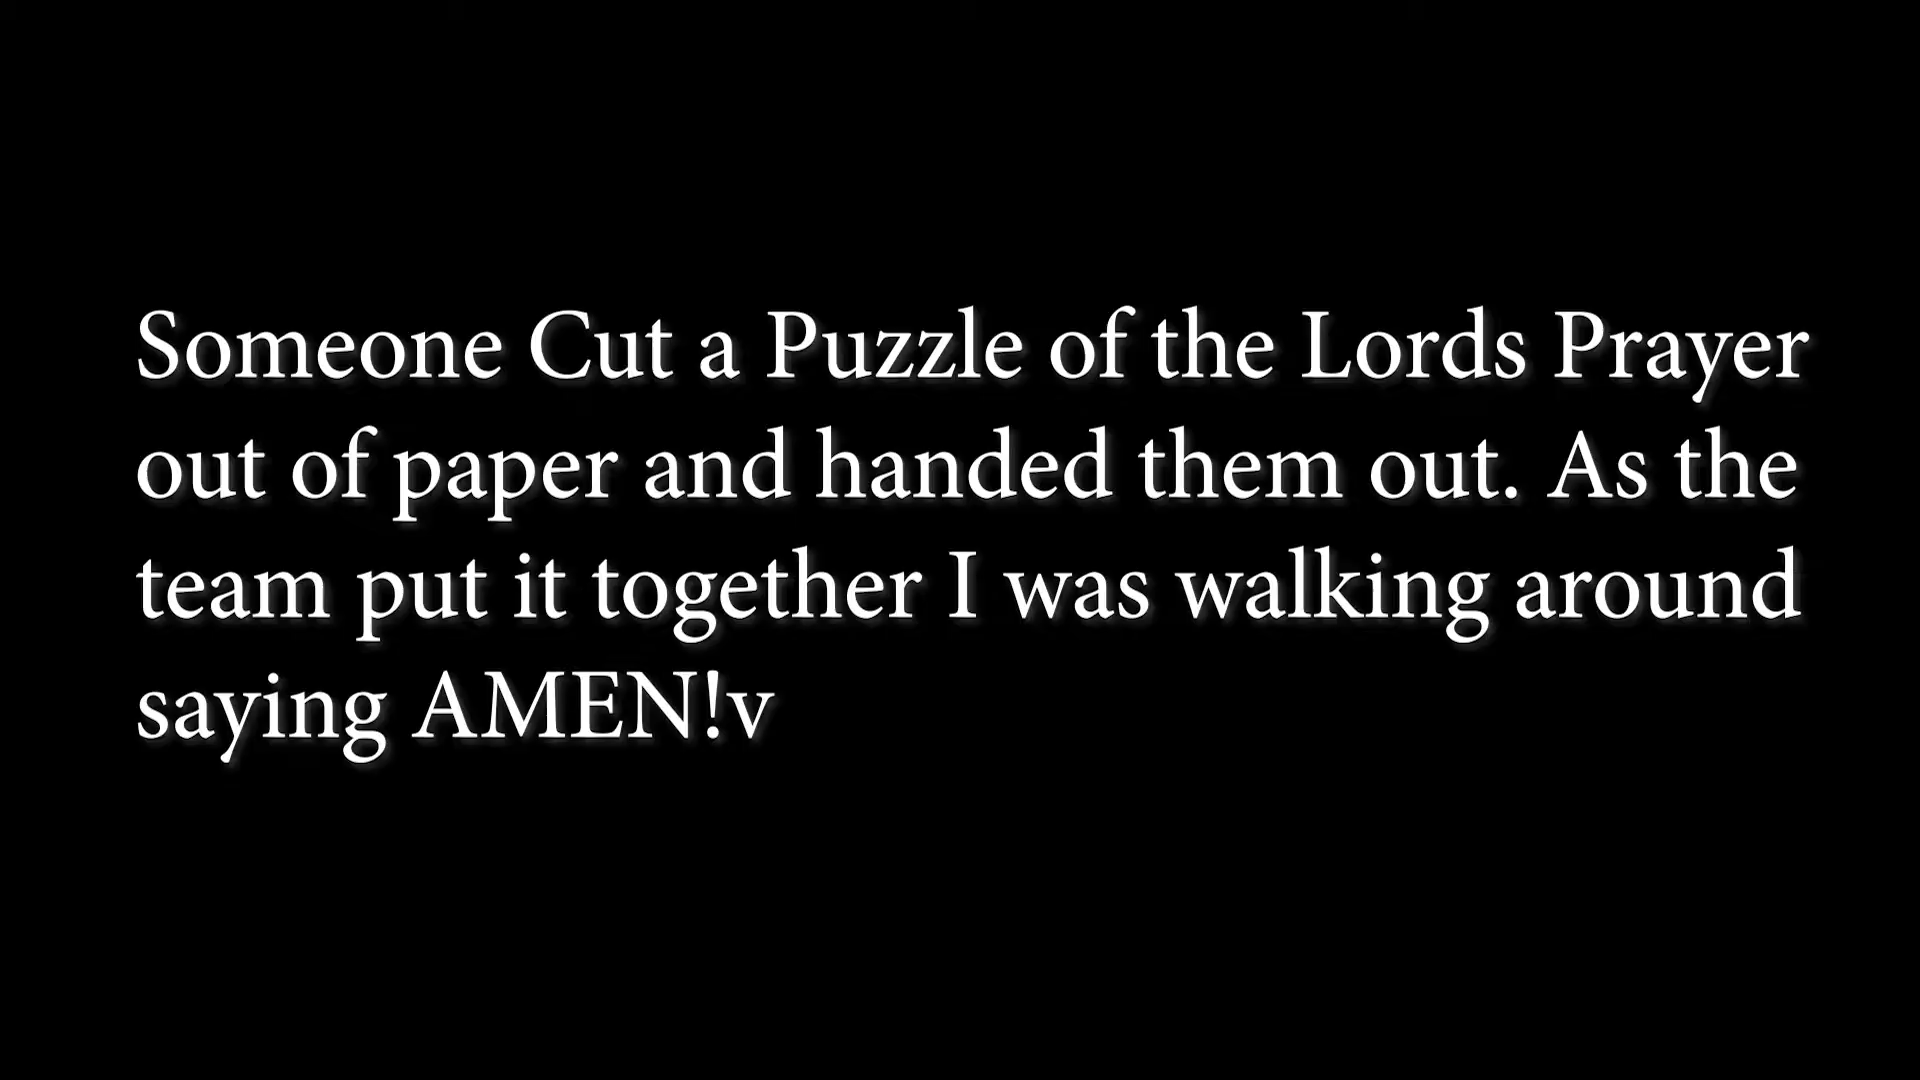 Someone Cut a Puzzle of the Lords Prayer
out of paper and handed them out. As the
team put it together I was walking around
saying AMEN!v